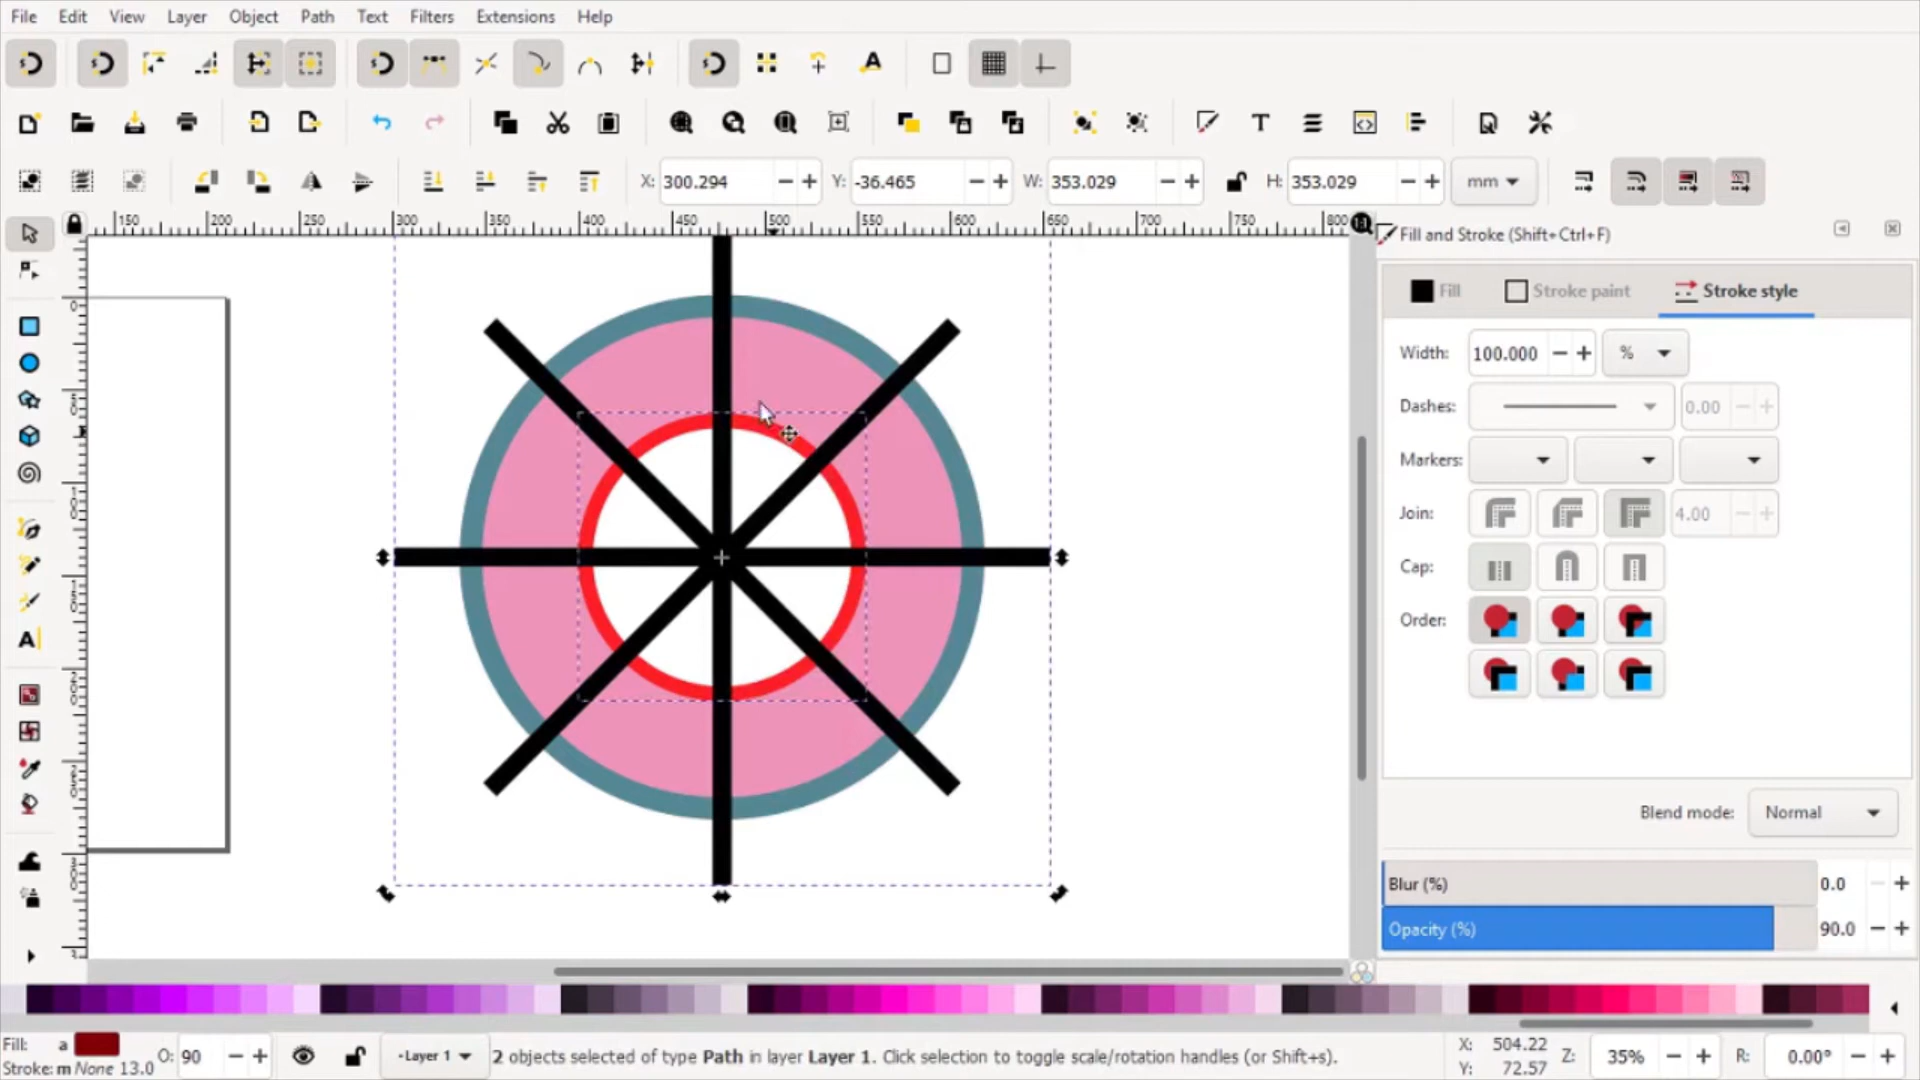 File Edit View Layer Object Path Text Filters Extensions Help
X: 300.294 Y: -36.465 W: 353.029 H: 353.029 mm
150 200 250 300 350 400 450 500 550 600 650 700 750 800
Fill and Stroke (Shift+Ctrl+F)
Fill Stroke paint Stroke style
Width: 100.000 %
Dashes: 0.00
Markers:
Join: 4.00
Cap:
Order:
Blend mode: Normal
Blur (%) 0.0
Opacity (%) 90.0
Fill: a O: 90 -Layer 1 2 objects selected of type Path in layer Layer 1. Click selection to toggle scale/rotation handles (or Shift+s). X: 504.22 Z: 35% R: 0.00°
Stroke: m None 13.0 Y: 72.57